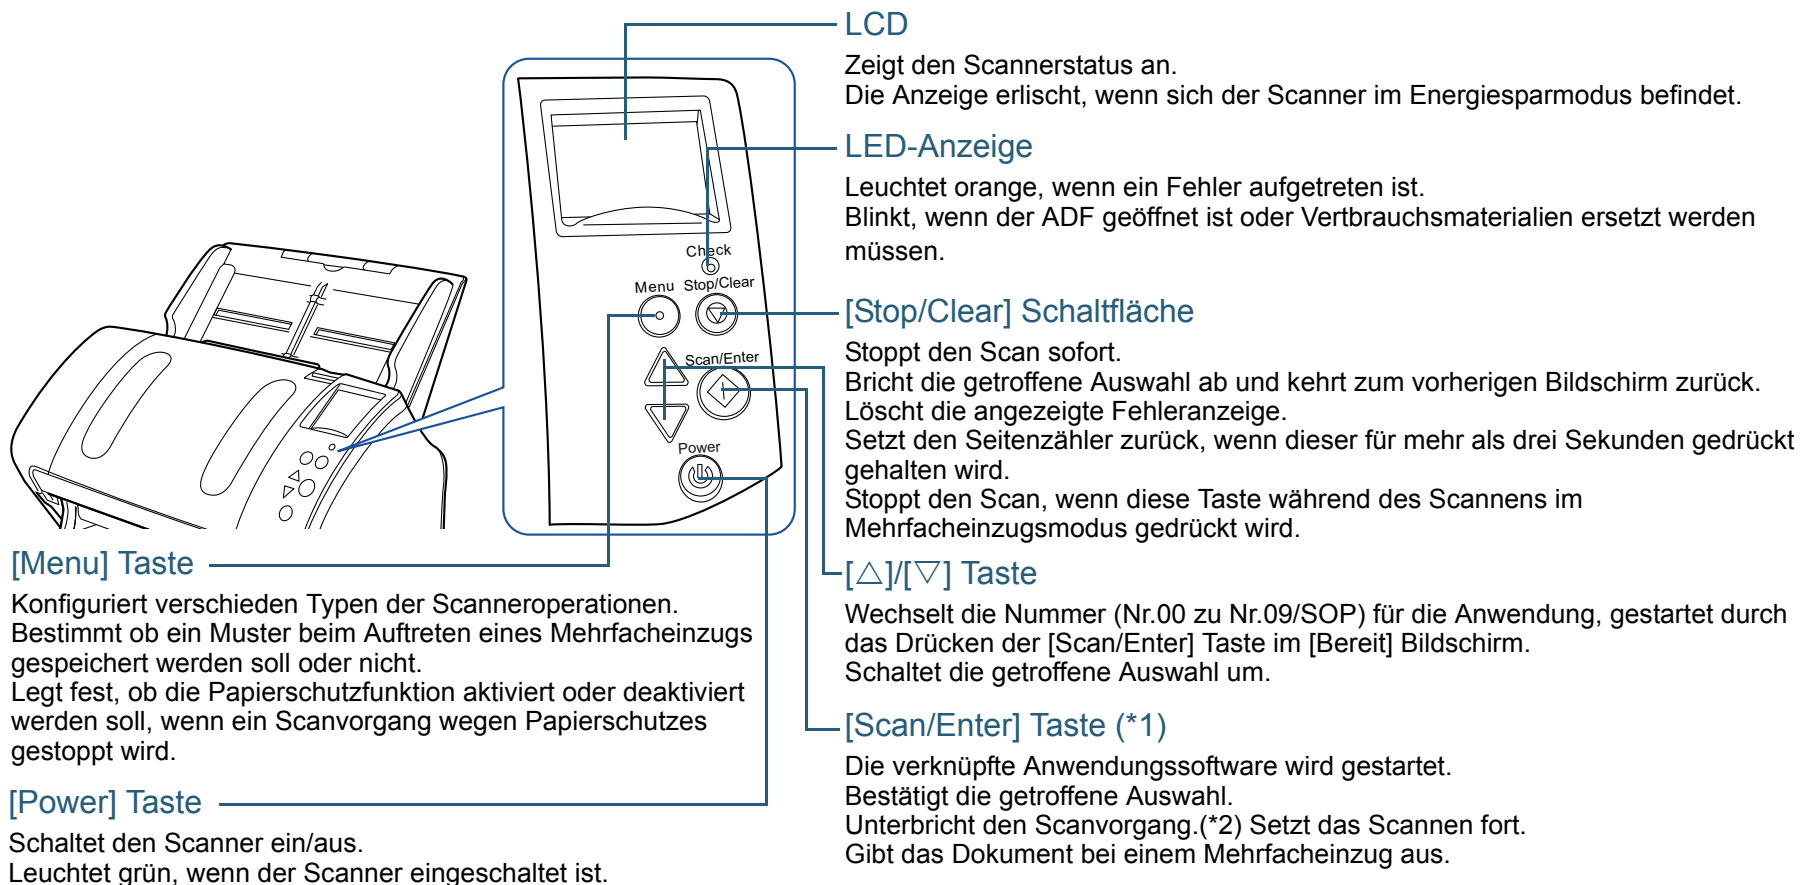 LCD
Zeigt den Scannerstatus an.
Die Anzeige erlischt, wenn sich der Scanner im Energiesparmodus befindet.
LED-Anzeige
Leuchtet orange, wenn ein Fehler aufgetreten ist.
Blinkt, wenn der ADF geöffnet ist oder Vertbrauchsmaterialien ersetzt werden
müssen.
Check
Menu Stop/Clear
[Stop/Clear] Schaltfläche
Stoppt den Scan sofort.
Bricht die getroffene Auswahl ab und kehrt zum vorherigen Bildschirm zurück.
Löscht die angezeigte Fehleranzeige.
Setzt den Seitenzähler zurück, wenn dieser für mehr als drei Sekunden gedrückt
gehalten wird.
Stoppt den Scan, wenn diese Taste während des Scannens im
Mehrfacheinzugsmodus gedrückt wird.
Scan/Enter
Power
[△]/[▽] Taste
Wechselt die Nummer (Nr.00 zu Nr.09/SOP) für die Anwendung, gestartet durch
das Drücken der [Scan/Enter] Taste im [Bereit] Bildschirm.
Schaltet die getroffene Auswahl um.
[Scan/Enter] Taste (*1)
Die verknüpfte Anwendungssoftware wird gestartet.
Bestätigt die getroffene Auswahl.
Unterbricht den Scanvorgang.(*2) Setzt das Scannen fort.
Gibt das Dokument bei einem Mehrfacheinzug aus.
[Menu] Taste
Konfiguriert verschieden Typen der Scanneroperationen.
Bestimmt ob ein Muster beim Auftreten eines Mehrfacheinzugs
gespeichert werden soll oder nicht.
Legt fest, ob die Papierschutzfunktion aktiviert oder deaktiviert
werden soll, wenn ein Scanvorgang wegen Papierschutzes
gestoppt wird.
[Power] Taste
Schaltet den Scanner ein/aus.
Leuchtet grün, wenn der Scanner eingeschaltet ist.